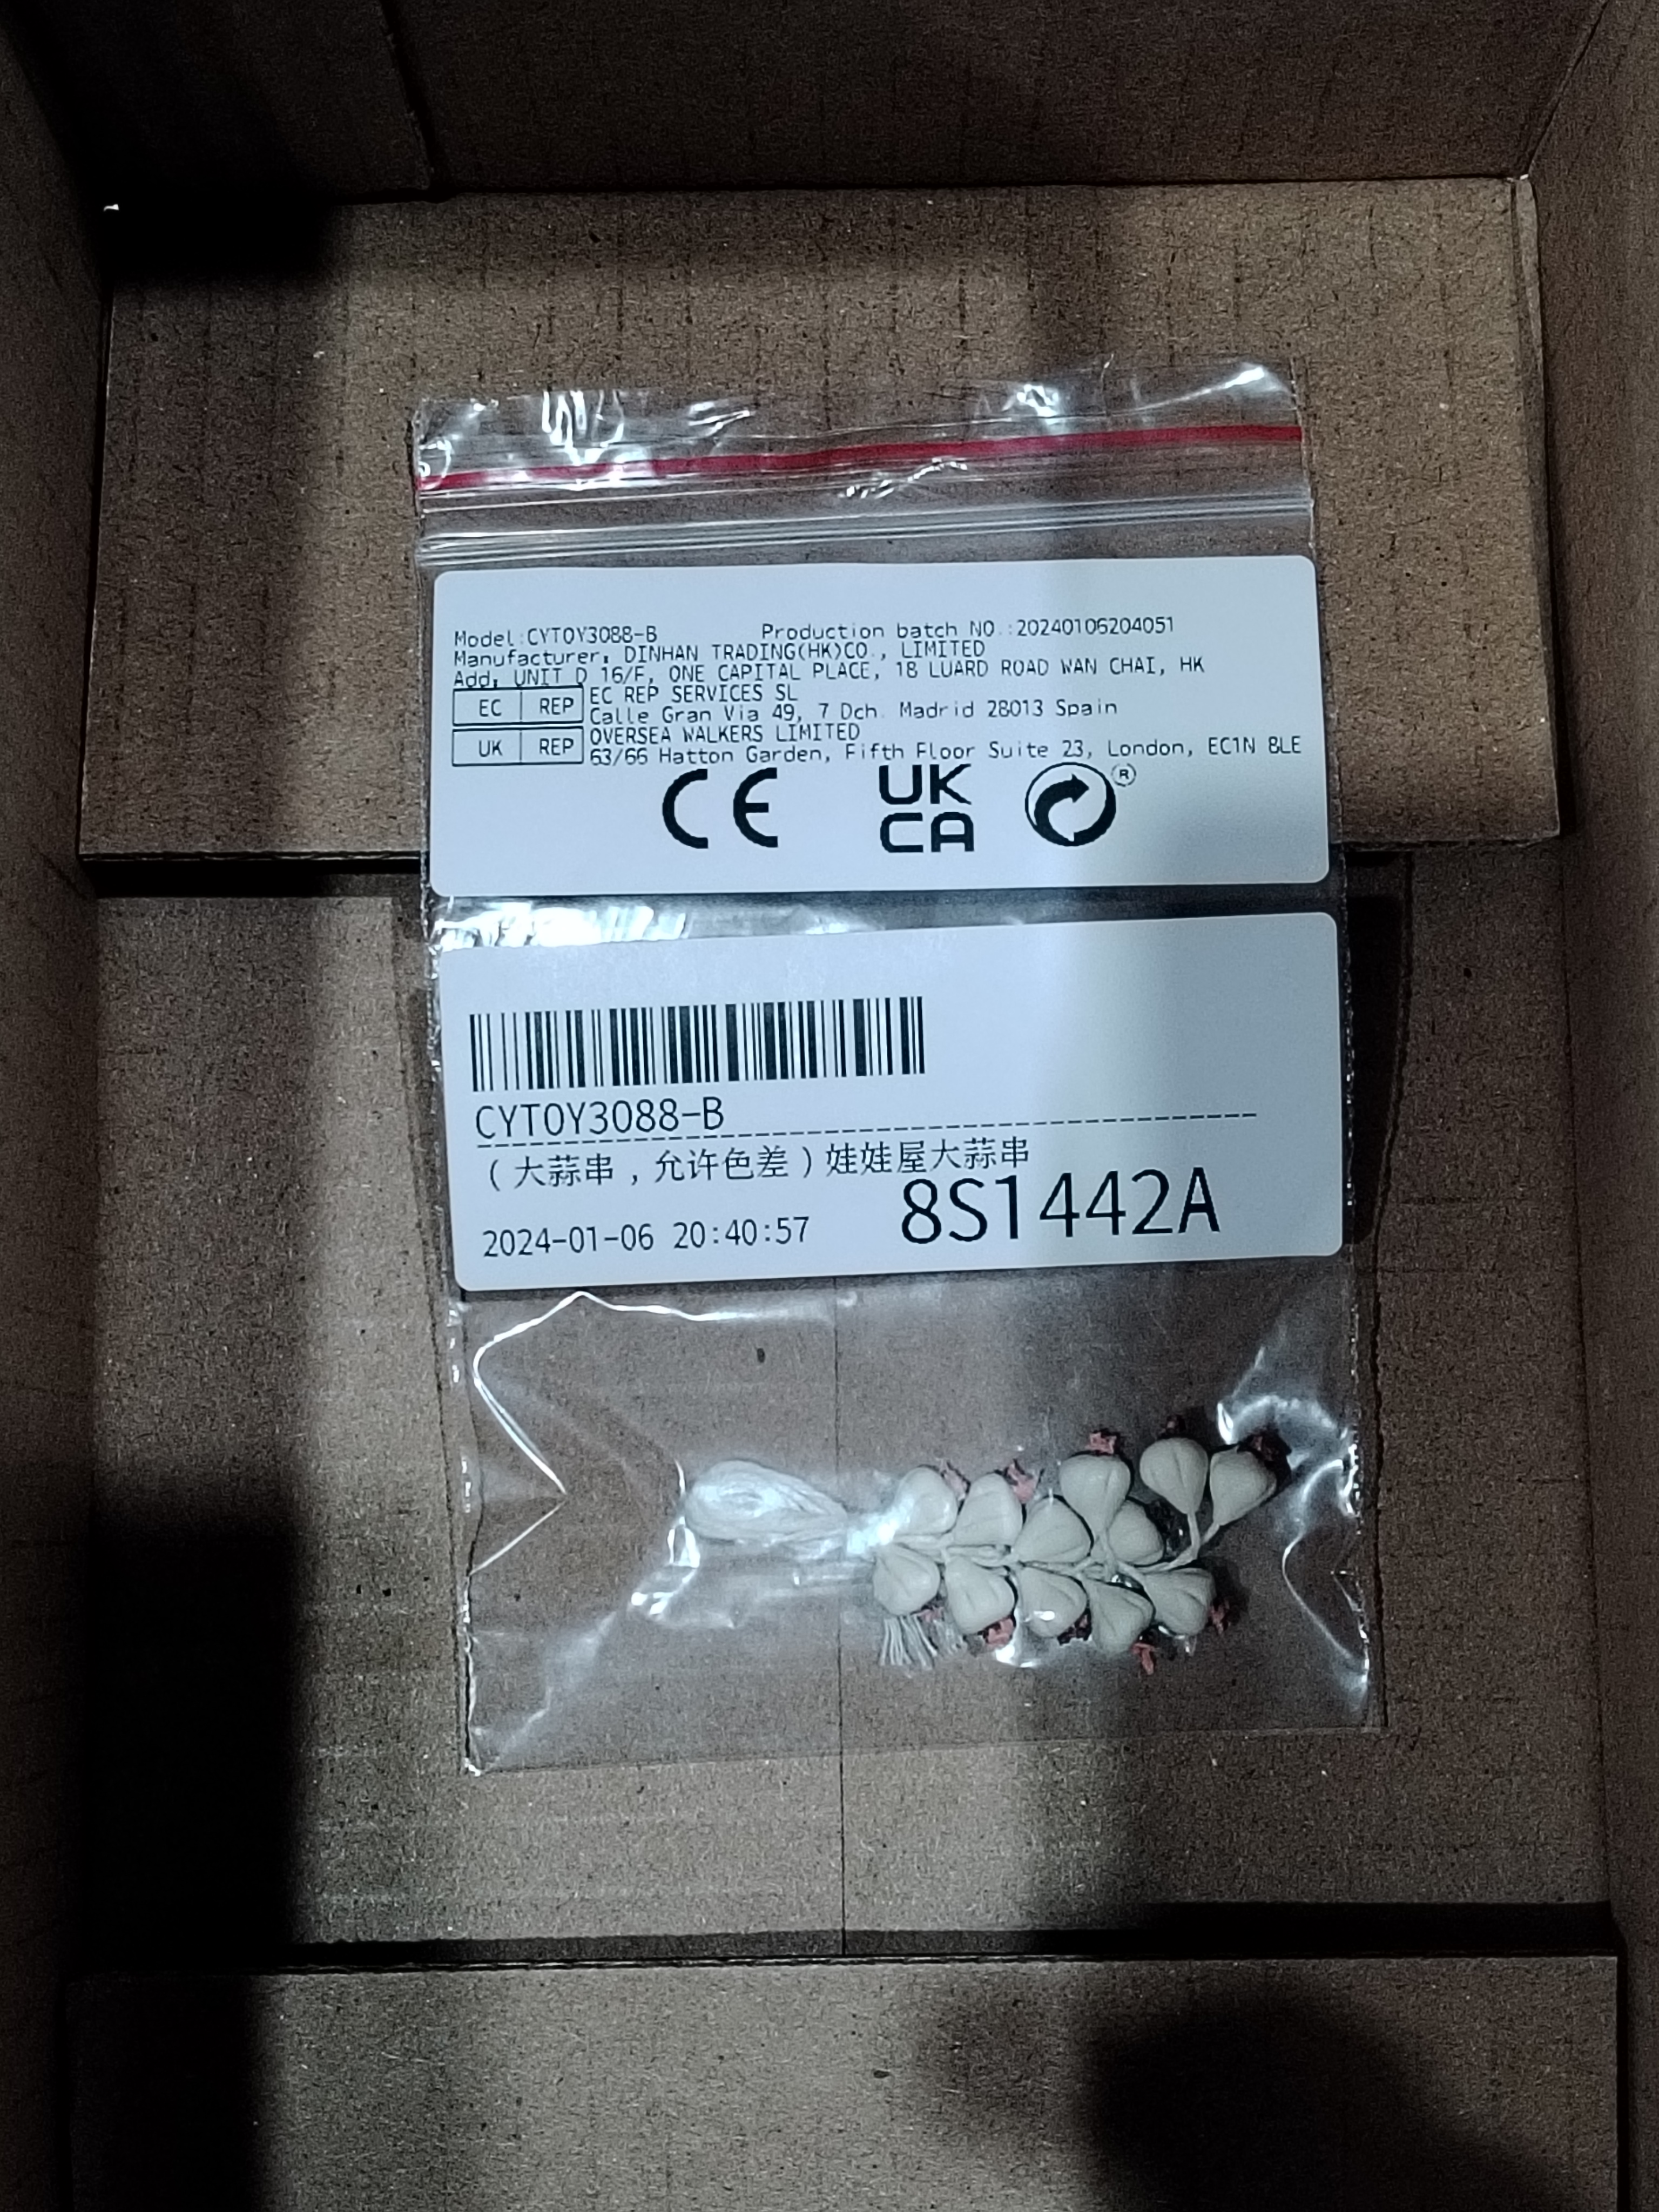 Model:CYTOY3088-B Production batch NO.:20240106204051
Manufacturer: DINHAN TRADING(HK)CO., LIMITED
Add: UNIT D 16/F, ONE CAPITAL PLACE, 18 LUARD ROAD WAN CHAI, HK
EC REP EC REP SERVICES SL
Calle Gran Via 49, 7 Dch. Madrid 28013 Spain
UK REP OVERSEA WALKERS LIMITED
63/66 Hatton Garden, Fifth Floor Suite 23, London, EC1N 8LE
CE UK CA ®
CYTOY3088-B
(大蒜串,允许色差)娃娃屋大蒜串
2024-01-06 20:40:57 8S1442A